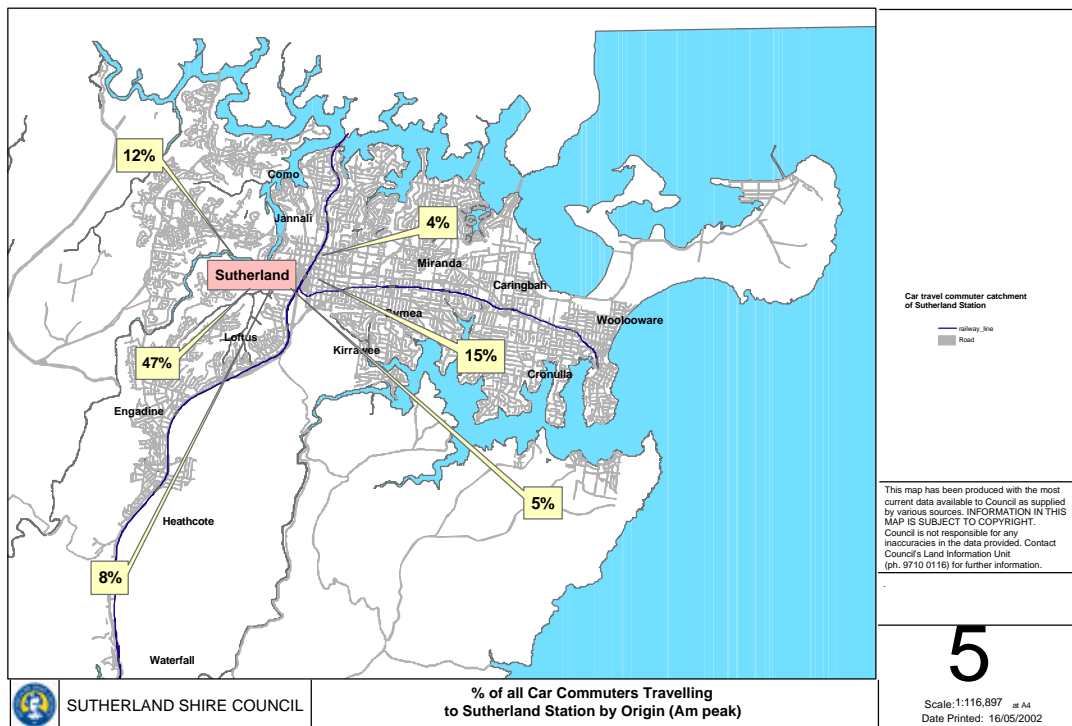 12%
Como
Jannali
4%
Miranda
Sutherland
Caringbah
Woolooware
Gymea
Loftus
Kirrawee
15%
47%
Cronulla
Engadine
5%
Heathcote
8%
Waterfall
Car travel commuter catchment
of Sutherland Station
railway_line
Road
This map has been produced with the most
current data available to Council as supplied
by various sources. INFORMATION IN THIS
MAP IS SUBJECT TO COPYRIGHT.
Council is not responsible for any
inaccuracies in the data provided. Contact
Council's Land Information Unit
(ph. 9710 0116) for further information.
.
5
Scale:1:116,897 at A4
Date Printed: 16/05/2002
SUTHERLAND SHIRE COUNCIL
% of all Car Commuters Travelling
to Sutherland Station by Origin (Am peak)